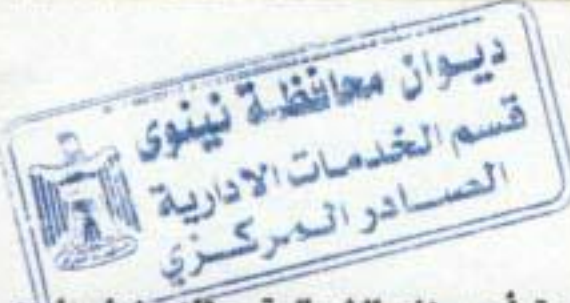 ديوان محافظة نينوى
قسم الخدمات الادارية
الصادر المركزي